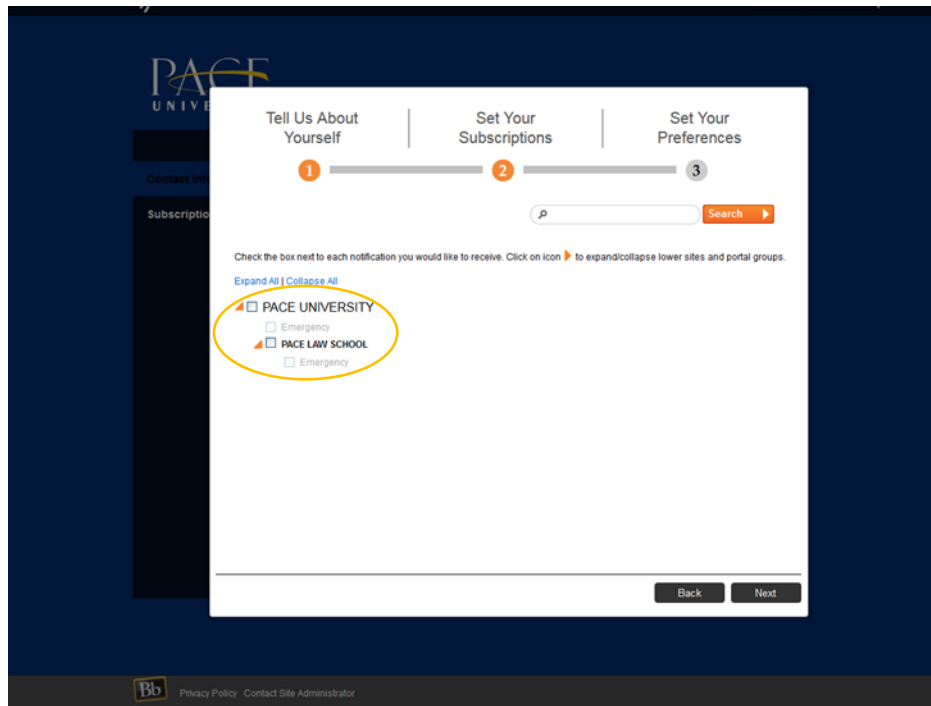 PACE
UNIVE
Tell Us About
Yourself
Set Your
Subscriptions
Set Your
Preferences
1
2
3
Contact Inf
Subscriptio
Search
Check the box next to each notification you would like to receive. Click on icon to expand/collapse lower sites and portal groups.
Expand All | Collapse All
PACE UNIVERSITY
Emergency
PACE LAW SCHOOL
Emergency
Back
Next
Bb
Privacy Policy Contact Site Administrator